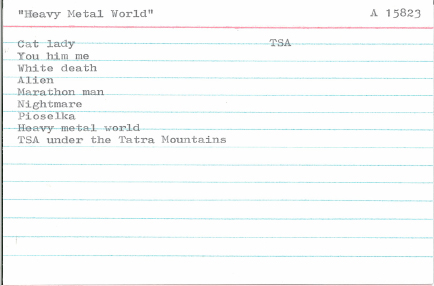 "Heavy Metal World" A 15823
Cat lady TSA
You him me
White death
Alien
Marathon man
Nightmare
Pioselka
Heavy metal world
TSA under the Tatra Mountains